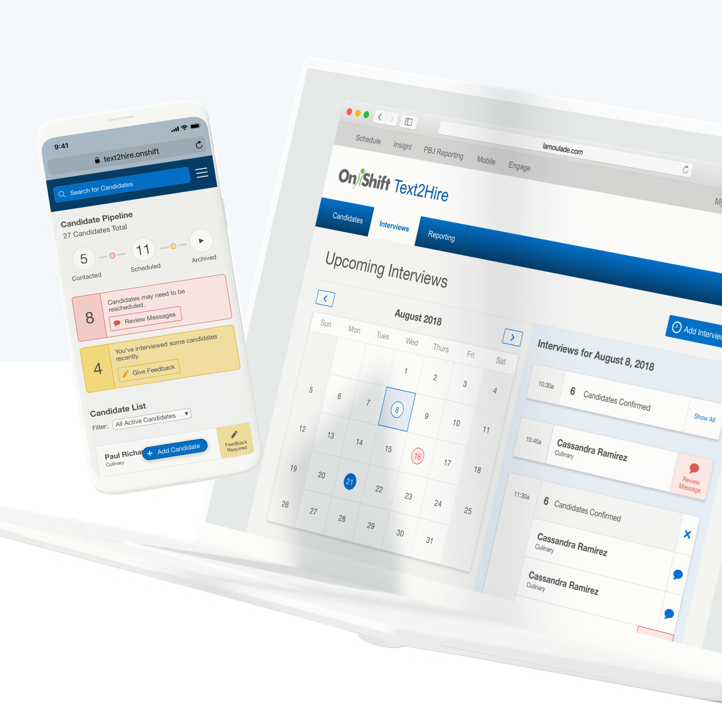 9:41
text2hire.onshift
Search for Candidates
Candidate Pipeline
27 Candidates Total
5
11
Contacted
Scheduled
Archived
8
Candidates may need to be
rescheduled.
Review Messages
4
You've interviewed some candidates
recently.
Give Feedback
Candidate List
Filter:
All Active Candidates
Paul
Culinary
+ Add Candidate
Feedback
Required
lamoulade.com
Schedule
Insight
PBJ Reporting
Mobile
Engage
My
OnShift Text2Hire
Candidates
Interviews
Reporting
Upcoming Interviews
August 2018
Sun Mon Tues Wed Thurs Fri Sat
1 2 3 4
5 6 7 8 9 10 11
12 13 14 15 16 17 18
19 20 21 22 23 24 25
26 27 28 29 30 31
Add Interview
Interviews for August 8, 2018
10:30a
6 Candidates Confirmed
Show All
10:45a
Cassandra Ramirez
Culinary
Review
Message
11:30a
6 Candidates Confirmed
Cassandra Ramirez
Culinary
Cassandra Ramirez
Culinary